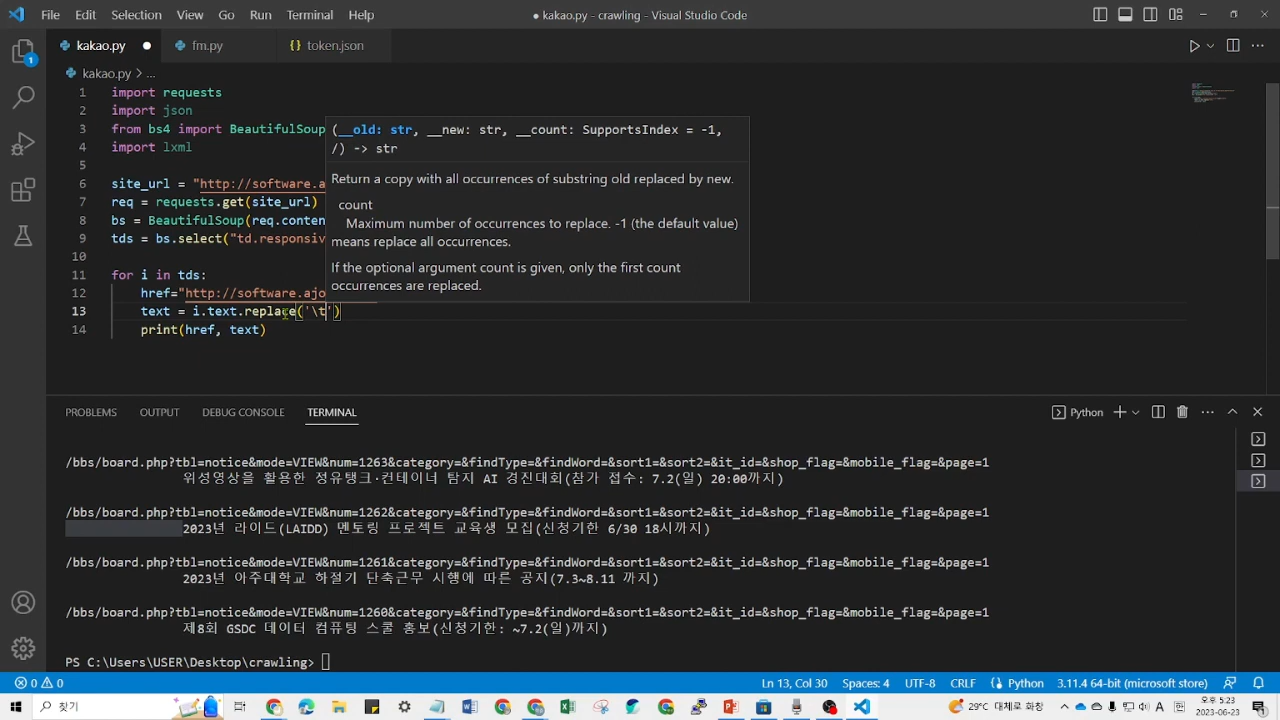 File Edit Selection View Go Run Terminal Help
● kakao.py - crawling - Visual Studio Code
kakao.py
fm.py
{} token.json
kakao.py > ...
1 import requests
2 import json
3 from bs4 import BeautifulSoup
4 import lxml
5
6 site_url = "http://software.a
7 req = requests.get(site_url)
8 bs = BeautifulSoup(req.conten
9 tds = bs.select("td.responsiv
10
11 for i in tds:
12 href="http://software.ajo
13 text = i.text.replace('\t')
14 print(href, text)
(__old: str, __new: str, __count: SupportsIndex = -1,
/) -> str
Return a copy with all occurrences of substring old replaced by new.
count
Maximum number of occurrences to replace. -1 (the default value)
means replace all occurrences.
If the optional argument count is given, only the first count
occurrences are replaced.
PROBLEMS OUTPUT DEBUG CONSOLE TERMINAL
Python
/bbs/board.php?tbl=notice&mode=VIEW&num=1263&category=&findType=&findWord=&sort1=&sort2=&it_id=&shop_flag=&mobile_flag=&page=1
위성영상을 활용한 정유탱크·컨테이너 탐지 AI 경진대회(참가 접수: 7.2(일) 20:00까지)
/bbs/board.php?tbl=notice&mode=VIEW&num=1262&category=&findType=&findWord=&sort1=&sort2=&it_id=&shop_flag=&mobile_flag=&page=1
2023년 라이드(LAIDD) 멘토링 프로젝트 교육생 모집(신청기한 6/30 18시까지)
/bbs/board.php?tbl=notice&mode=VIEW&num=1261&category=&findType=&findWord=&sort1=&sort2=&it_id=&shop_flag=&mobile_flag=&page=1
2023년 아주대학교 하절기 단축근무 시행에 따른 공지(7.3~8.11 까지)
/bbs/board.php?tbl=notice&mode=VIEW&num=1260&category=&findType=&findWord=&sort1=&sort2=&it_id=&shop_flag=&mobile_flag=&page=1
제8회 GSDC 데이터 컴퓨팅 스쿨 홍보(신청기한: ~7.2(일)까지)
PS C:\Users\USER\Desktop\crawling>
0 0
Ln 13, Col 30 Spaces: 4 UTF-8 CRLF Python 3.11.4 64-bit (microsoft store)
찾기
29°C 대체로 화창
A
오후 5:23
2023-06-23